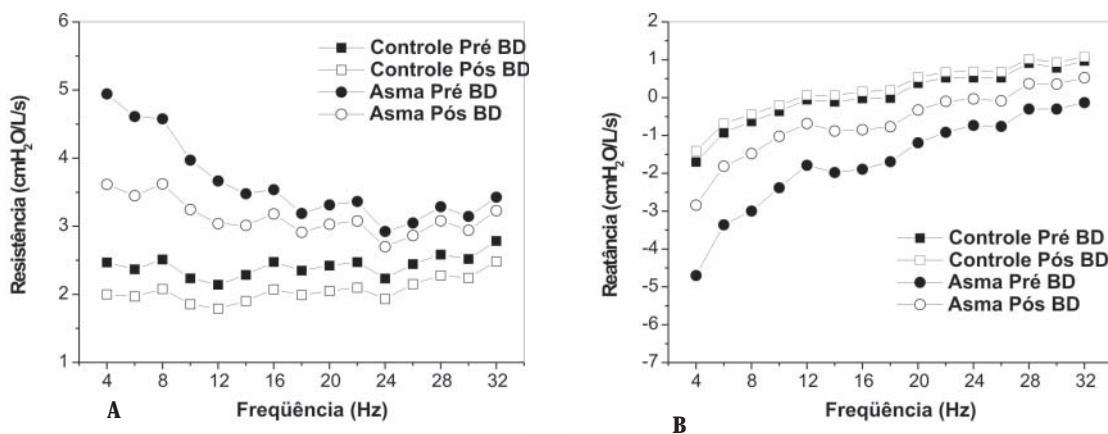 Resistência (cmH₂O/L/s)
6
5
4
3
2
1
Controle Pré BD
Controle Pós BD
Asma Pré BD
Asma Pós BD
4 8 12 16 20 24 28 32
Freqüência (Hz)
A
Reatância (cmH₂O/L/s)
2
1
0
-1
-2
-3
-4
-5
-6
-7
Controle Pré BD
Controle Pós BD
Asma Pré BD
Asma Pós BD
4 8 12 16 20 24 28 32
Freqüência (Hz)
B